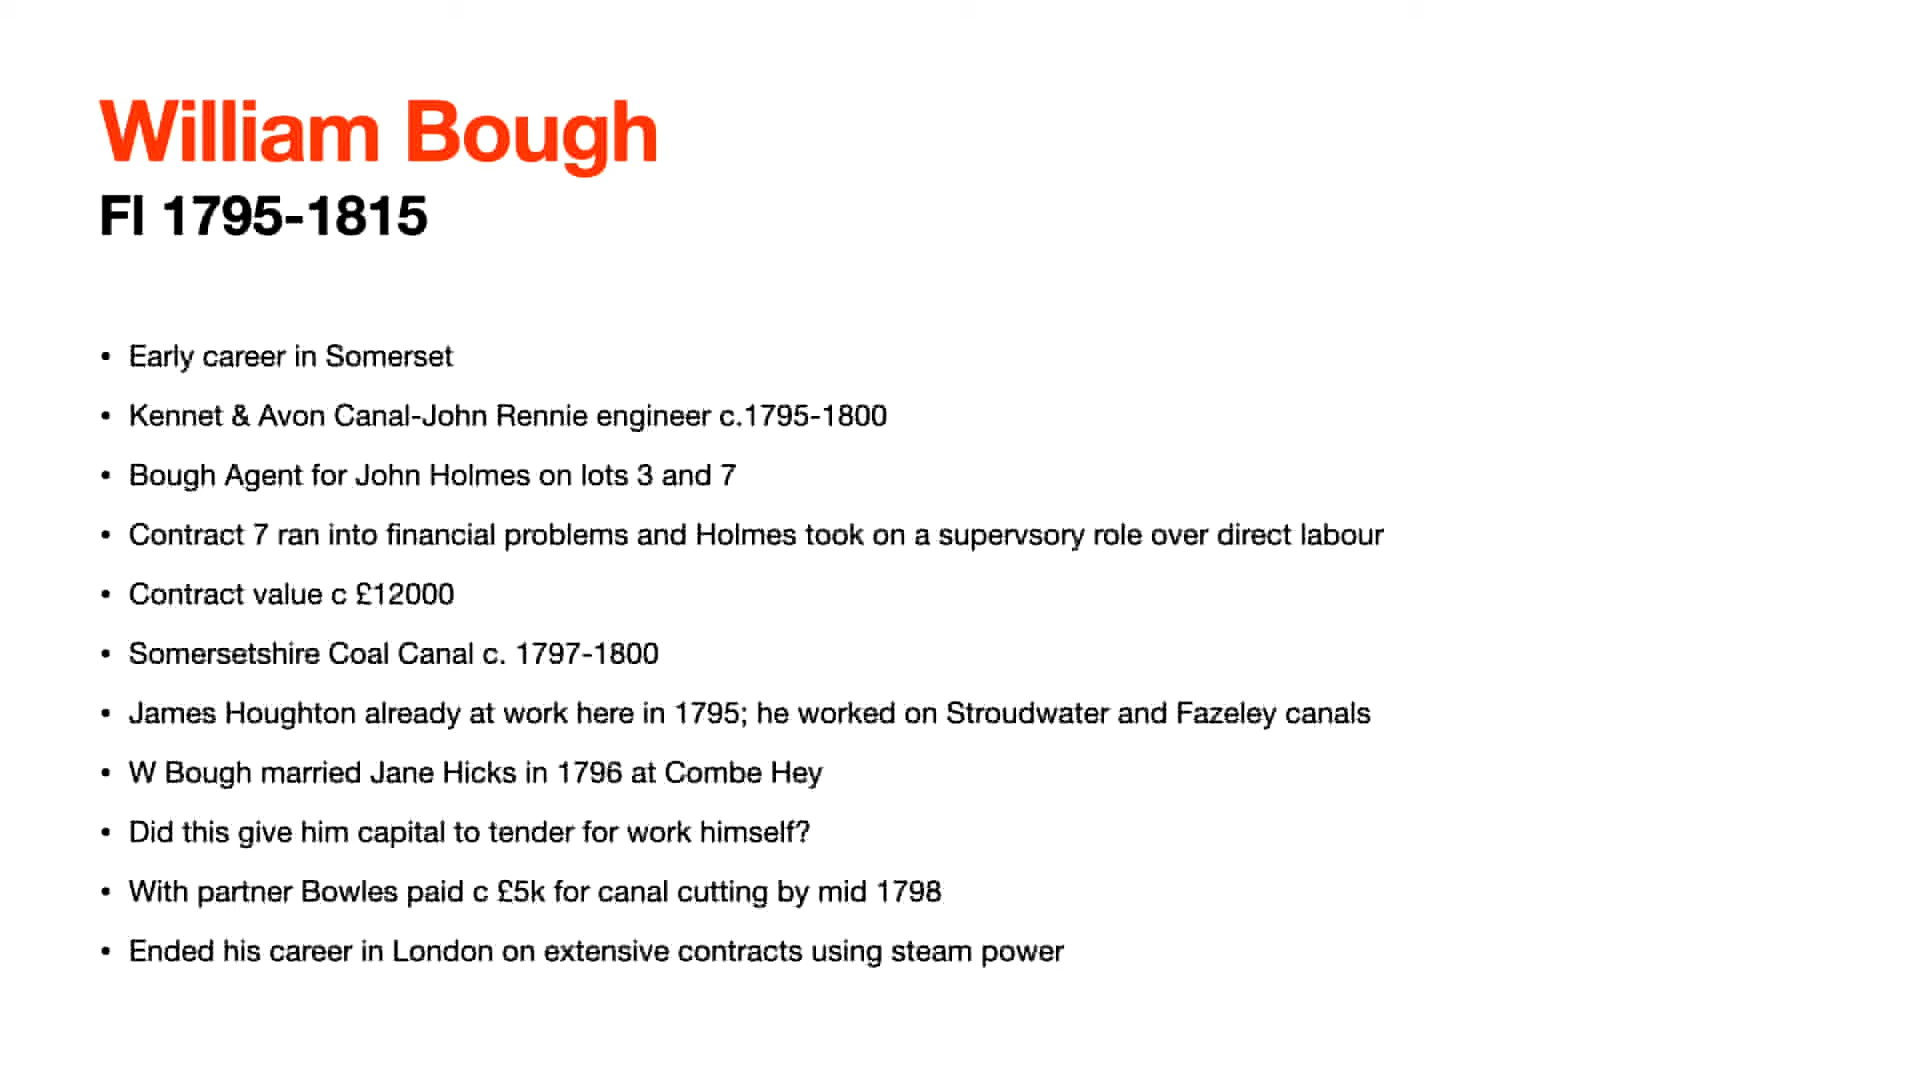 William Bough
Fl 1795-1815
• Early career in Somerset
• Kennet & Avon Canal-John Rennie engineer c.1795-1800
• Bough Agent for John Holmes on lots 3 and 7
• Contract 7 ran into financial problems and Holmes took on a supervsory role over direct labour
• Contract value c £12000
• Somersetshire Coal Canal c. 1797-1800
• James Houghton already at work here in 1795; he worked on Stroudwater and Fazeley canals
• W Bough married Jane Hicks in 1796 at Combe Hey
• Did this give him capital to tender for work himself?
• With partner Bowles paid c £5k for canal cutting by mid 1798
• Ended his career in London on extensive contracts using steam power